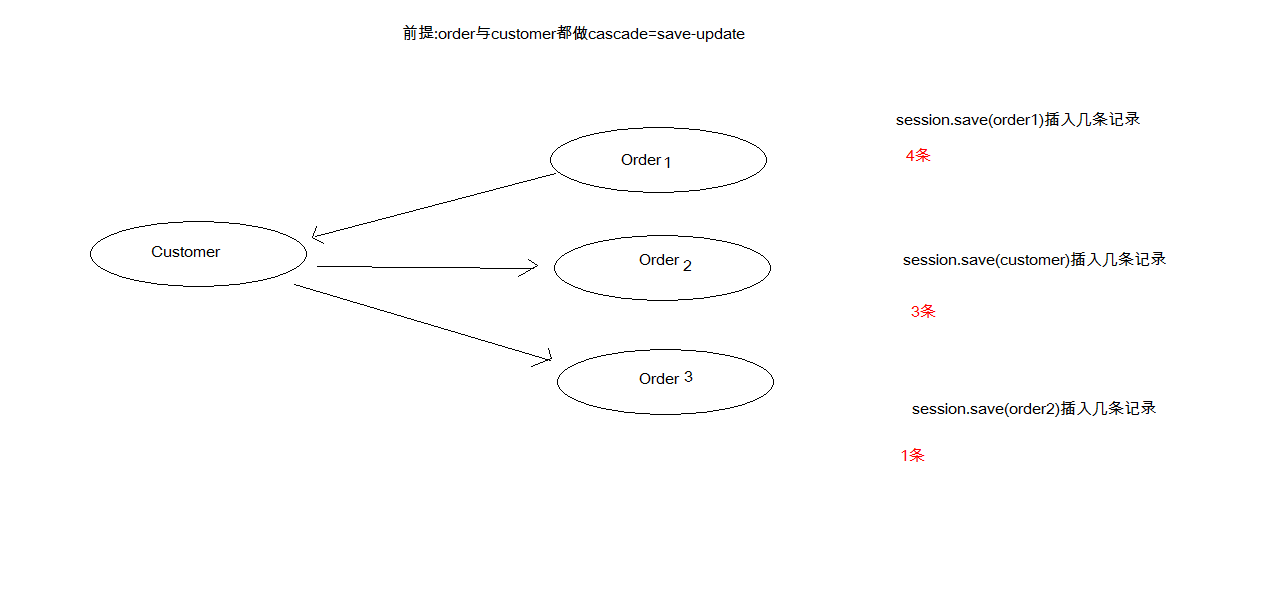 前提:order与customer都做cascade=save-update
session.save(order1)插入几条记录
4条
Order 1
Customer
session.save(customer)插入几条记录
Order 2
3条
Order 3
session.save(order2)插入几条记录
1条